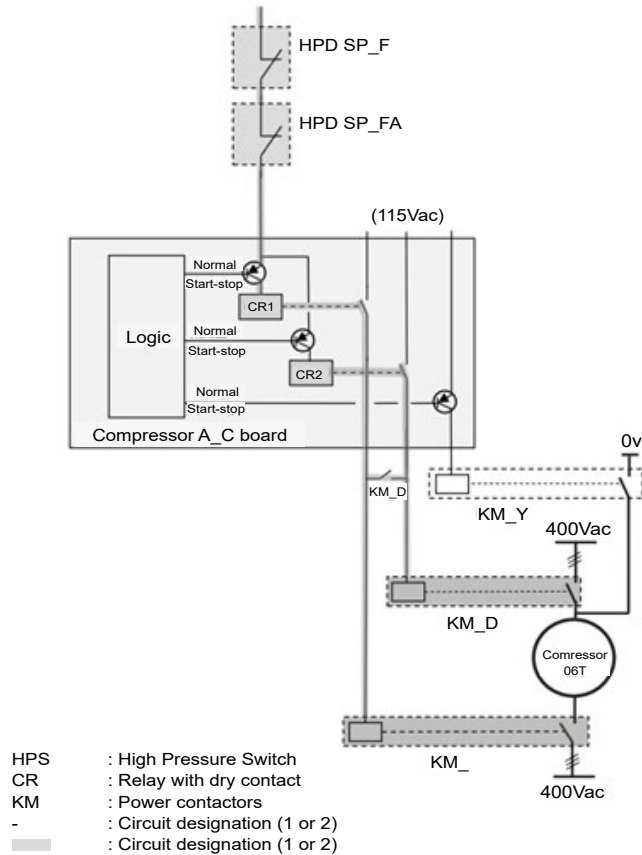 HPD SP_F
HPD SP_FA
(115Vac)
Normal
Start-stop
CR1
Logic
Normal
Start-stop
CR2
Normal
Start-stop
Compressor A_C board
0v
KM_D
KM_Y
400Vac
KM_D
Comressor
06T
KM_
400Vac
HPS : High Pressure Switch
CR : Relay with dry contact
KM : Power contactors
- : Circuit designation (1 or 2)
: Circuit designation (1 or 2)